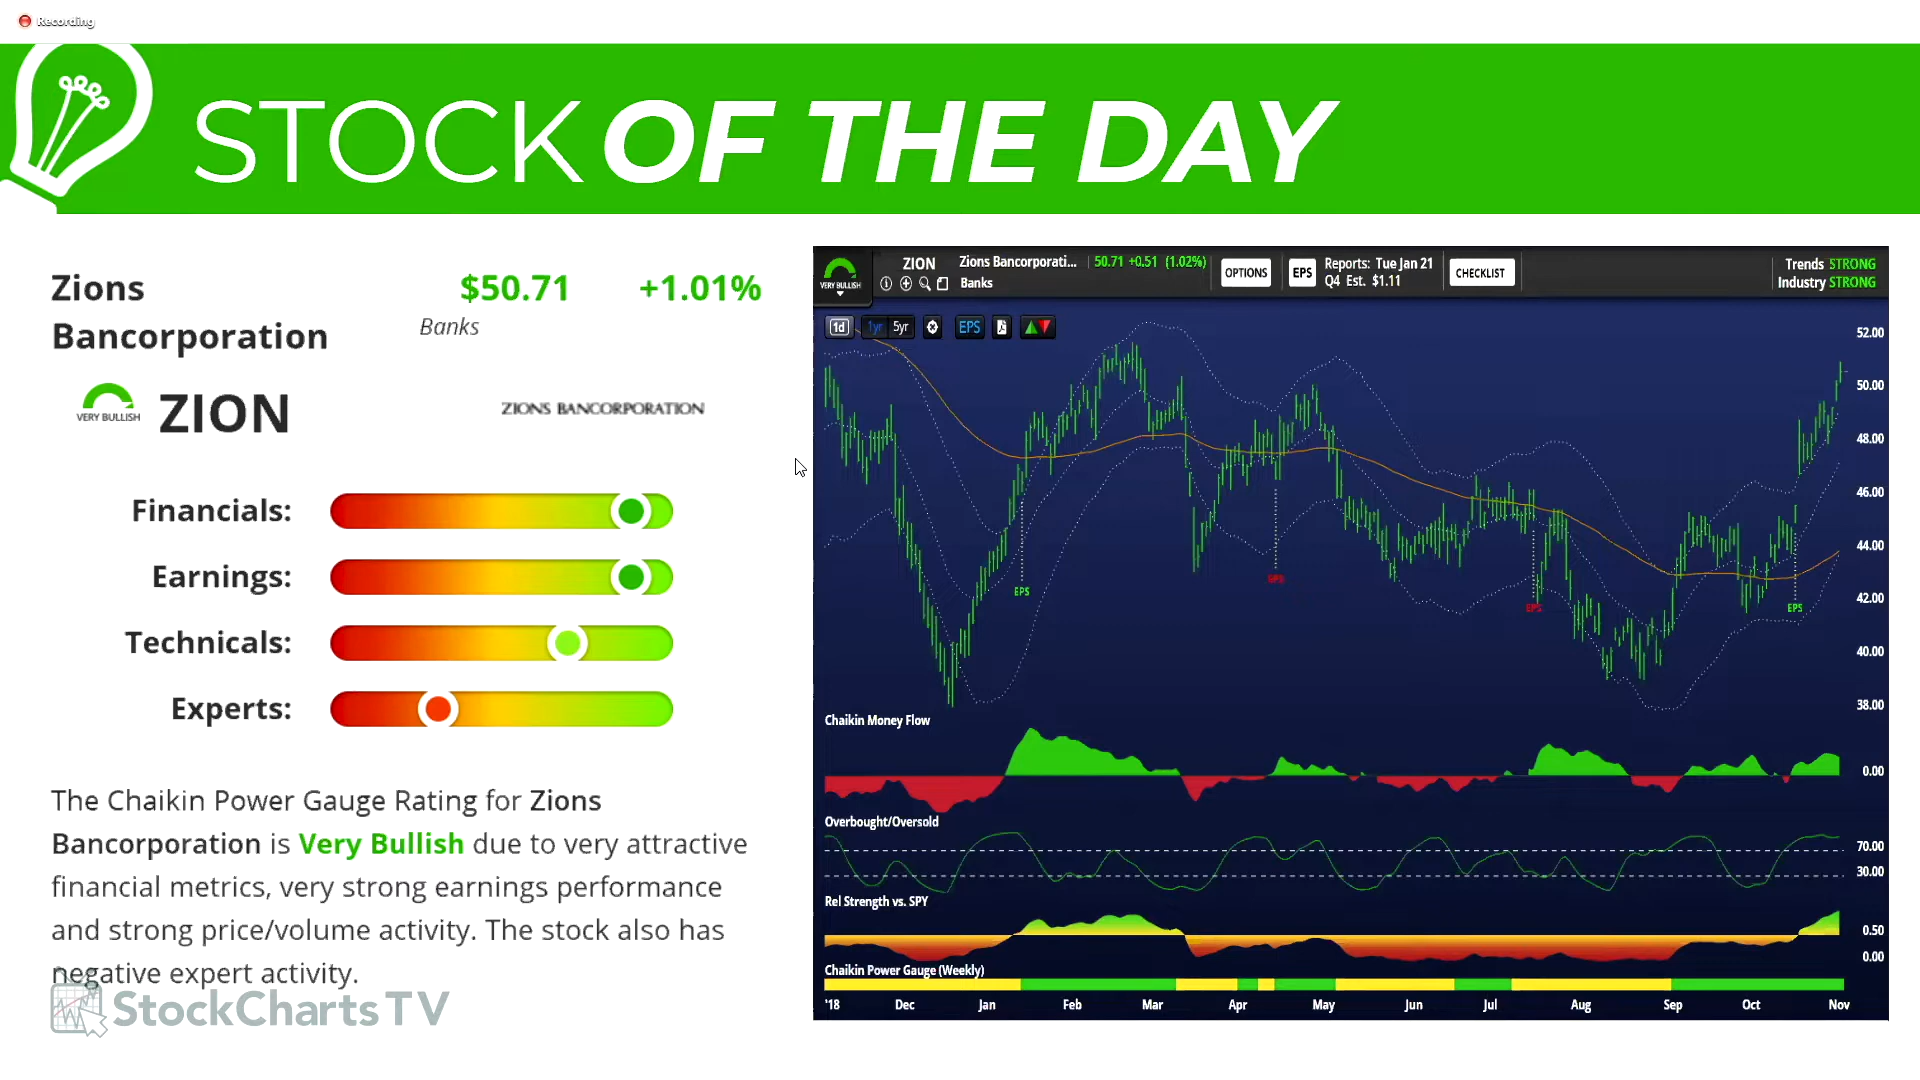 Recording
STOCK OF THE DAY
Zions
Bancorporation
$50.71
+1.01%
Banks
VERY BULLISH
ZION
ZIONS BANCORPORATION
Financials:
Earnings:
Technicals:
Experts:
The Chaikin Power Gauge Rating for Zions
Bancorporation is Very Bullish due to very attractive
financial metrics, very strong earnings performance
and strong price/volume activity. The stock also has
negative expert activity.
StockCharts TV
VERY BULLISH
ZION
Zions Bancorporati...
50.71 +0.51 (1.02%)
Banks
OPTIONS
EPS
Reports: Tue Jan 21
Q4 Est. $1.11
CHECKLIST
Trends STRONG
Industry STRONG
1d
1yr
5yr
EPS
52.00
50.00
48.00
46.00
44.00
42.00
40.00
38.00
EPS
EPS
EPS
EPS
Chaikin Money Flow
0.00
Overbought/Oversold
70.00
30.00
Rel Strength vs. SPY
0.50
0.00
Chaikin Power Gauge (Weekly)
'18 Dec Jan Feb Mar Apr May Jun Jul Aug Sep Oct Nov